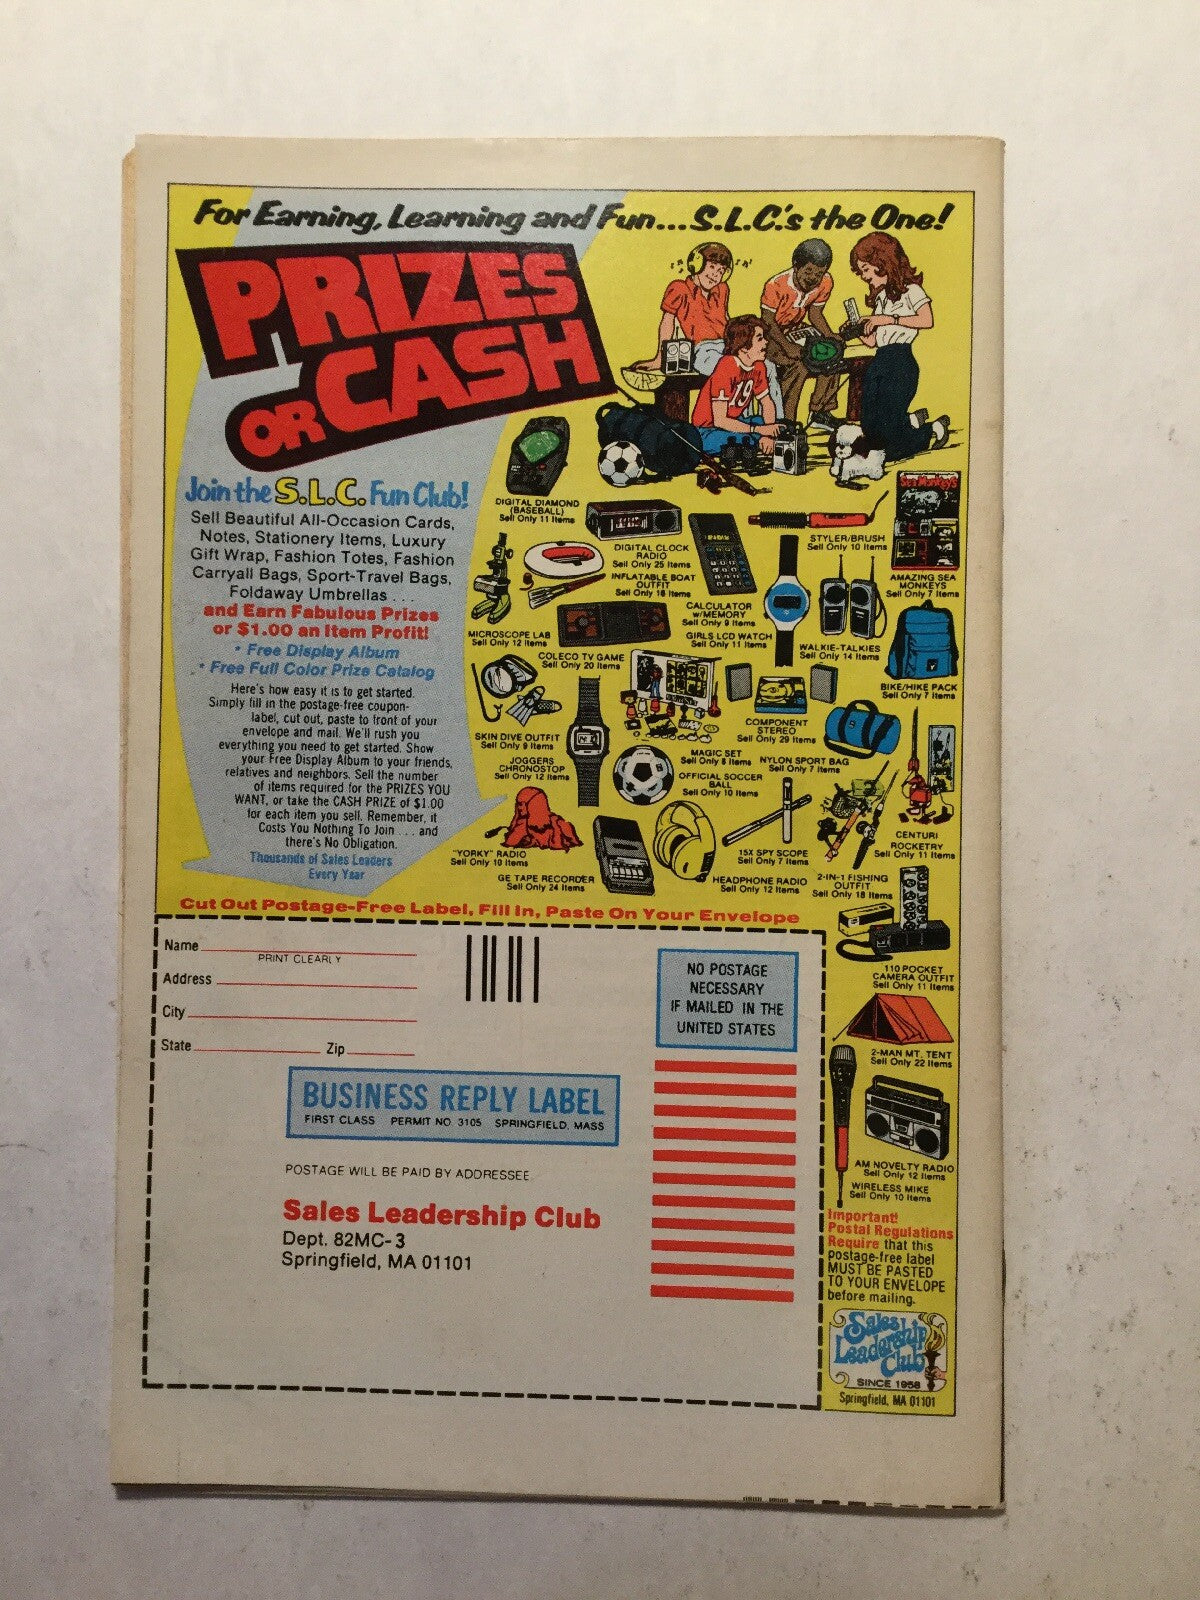 For Earning, Learning and Fun...S.L.C.'s the One!
PRIZES
OR CASH
Join the S.L.C. Fun Club!
Sell Beautiful All-Occasion Cards,
Notes, Stationery Items, Luxury
Gift Wrap, Fashion Totes, Fashion
Carryall Bags, Sport-Travel Bags,
Foldaway Umbrellas . . .
and Earn Fabulous Prizes
or $1.00 an Item Profit!
* Free Display Album
* Free Full Color Prize Catalog
Here's how easy it is to get started.
Simply fill in the postage-free coupon-
label, cut out, paste to front of your
envelope and mail. We'll rush you
everything you need to get started. Show
your Free Display Album to your friends,
relatives and neighbors. Sell the number
of items required for the PRIZES YOU
WANT, or take the CASH PRIZE of $1.00
for each item you sell. Remember, it
Costs You Nothing To Join . . . and
there's No Obligation.
Thousands of Sales Leaders
Every Year
19
DIGITAL DIAMOND
(BASEBALL)
Sell Only 11 Items
DIGITAL CLOCK
RADIO
Sell Only 25 Items
STYLER/BRUSH
Sell Only 10 Items
Sea Monkeys
AMAZING SEA
MONKEYS
Sell Only 7 Items
INFLATABLE BOAT
OUTFIT
Sell Only 18 Items
CALCULATOR
w/MEMORY
Sell Only 9 Items
MICROSCOPE LAB
Sell Only 12 Items
COLECO TV GAME
Sell Only 20 Items
GIRLS LCD WATCH
Sell Only 11 Items
WALKIE-TALKIES
Sell Only 14 Items
BIKE/HIKE PACK
Sell Only 7 Items
SKIN DIVE OUTFIT
Sell Only 9 Items
JOGGERS
CHRONOSTOP
Sell Only 12 Items
MAGIC SET
Sell Only 8 Items
COMPONENT
STEREO
Sell Only 29 Items
NYLON SPORT BAG
Sell Only 7 Items
OFFICIAL SOCCER
BALL
Sell Only 10 Items
CENTURI
ROCKETRY
Sell Only 11 Items
"YORKY" RADIO
Sell Only 10 Items
GE TAPE RECORDER
Sell Only 24 Items
15X SPY SCOPE
Sell Only 7 Items
HEADPHONE RADIO
Sell Only 12 Items
2-IN-1 FISHING
OUTFIT
Sell Only 18 Items
110 POCKET
CAMERA OUTFIT
Sell Only 11 Items
2-MAN MT. TENT
Sell Only 22 Items
AM NOVELTY RADIO
Sell Only 12 Items
WIRELESS MIKE
Sell Only 10 Items
Cut Out Postage-Free Label, Fill In, Paste On Your Envelope
Name
PRINT CLEARLY
Address
City
State Zip
NO POSTAGE
NECESSARY
IF MAILED IN THE
UNITED STATES
BUSINESS REPLY LABEL
FIRST CLASS PERMIT NO. 3105 SPRINGFIELD, MASS
POSTAGE WILL BE PAID BY ADDRESSEE
Sales Leadership Club
Dept. 82MC-3
Springfield, MA 01101
Important!
Postal Regulations
Require that this
postage-free label
MUST BE PASTED
TO YOUR ENVELOPE
before mailing.
Sales
Leadership
Club
SINCE 1958
Springfield, MA 01101